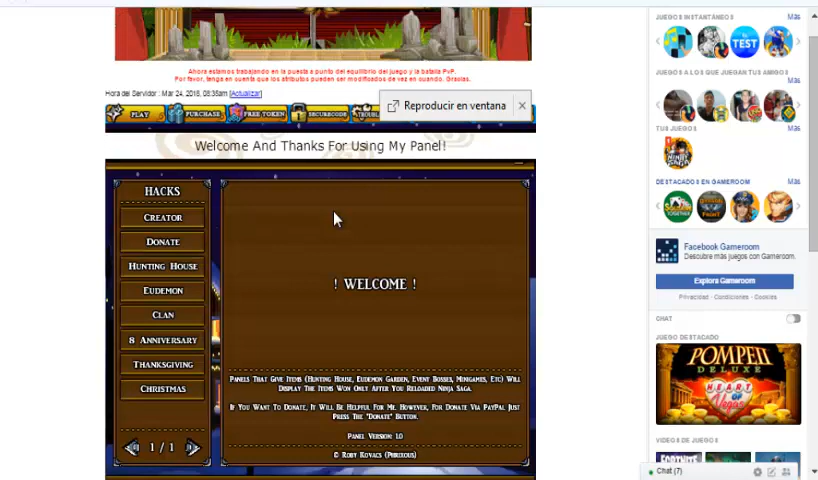 Ahora estamos trabajando en la puesta a punto del equilibrio del juego y la batalla PvP.
Por favor, tenga en cuenta que los atributos pueden ser modificados de vez en cuando. Gracias.
Hora del Servidor : Mar 24, 2018, 08:35am [Actualizar]
PLAY
PURCHASE
FREE TOKEN
SECURECODE
Reproducir en ventana
Welcome And Thanks For Using My Panel!
HACKS
CREATOR
DONATE
HUNTING HOUSE
EUDEMON
CLAN
8 ANNIVERSARY
THANKSGIVING
CHRISTMAS
1 / 1
! WELCOME !
PANELS THAT GIVE ITEMS (HUNTING HOUSE, EUDEMON GARDEN, EVENT BOSSES, MINIGAMES, ETC) WILL
DISPLAY THE ITEMS WON ONLY AFTER YOU RELOADED NINJA SAGA.
IF YOU WANT TO DONATE, IT WILL BE HELPFUL FOR ME. HOWEVER, FOR DONATE VIA PAYPAL JUST
PRESS THE "DONATE" BUTTON.
PANEL VERSION: 1.0
JUEGOS INSTANTÁNEOS
Más
TEST
JUEGOS A LOS QUE JUEGAN TUS AMIGOS
Más
TUS JUEGOS
Más
NINJA SAGA
DESTACADOS EN GAMEROOM
Más
Facebook Gameroom
Descubre más juegos con Gameroom.
Explora Gameroom
Privacidad · Condiciones · Cookies
CHAT
JUEGO DESTACADO
POMPEII
DELUXE
HEART OF
VEGAS
VIDEOS DE JUEGOS
FORTNITE
Chat (7)